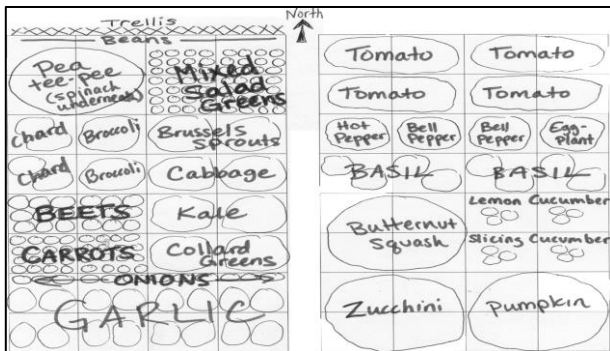 Trellis
Beans
North
Pea
tee-pee
(spinach
underneath)
Mixed
Salad
Greens
Chard
Broccoli
Brussels
Sprouts
Chard
Broccoli
Cabbage
BEETS
Kale
CARROTS
Collard
Greens
ONIONS
GARLIC
Tomato
Tomato
Tomato
Tomato
Hot
Pepper
Bell
Pepper
Bell
Pepper
Egg-
plant
BASIL
BASIL
Butternut
Squash
Lemon Cucumber
Slicing Cucumber
Zucchini
Pumpkin